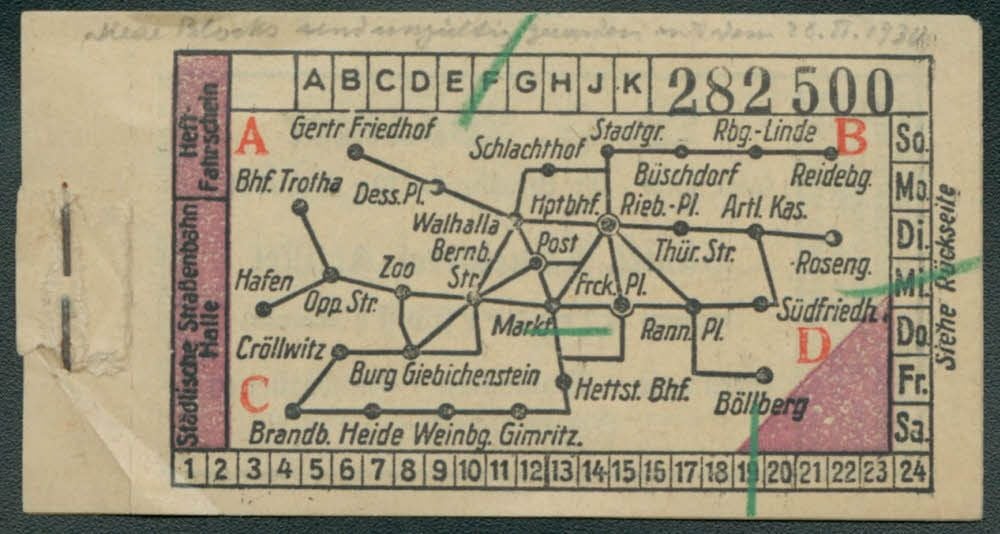 Neue Blocks sind ungültig geworden mit dem
A B C D E F G H J K
282 500
Heft-
Fahrschein
Städtische Straßenbahn
Halle
A
B
C
D
Gertr Friedhof
Schlachthof
Stadtgr.
Rbg.-Linde
Bhf. Trotha
Dess. Pl.
Büschdorf
Reidebg.
Walhalla
Hptbhf.
Rieb.-Pl.
Artl. Kas.
Bernb.
Str.
Post
Thür. Str.
Roseng.
Hafen
Opp. Str.
Zoo
Frck. Pl.
Markt
Rann. Pl.
Südfriedh.
Cröllwitz
Burg Giebichenstein
Hettst. Bhf.
Böllberg
Brandb. Heide Weinbg. Gimritz.
So.
Mo.
Di.
Mi.
Do.
Fr.
Sa.
Siehe Rückseite
1 2 3 4 5 6 7 8 9 10 11 12 13 14 15 16 17 18 19 20 21 22 23 24